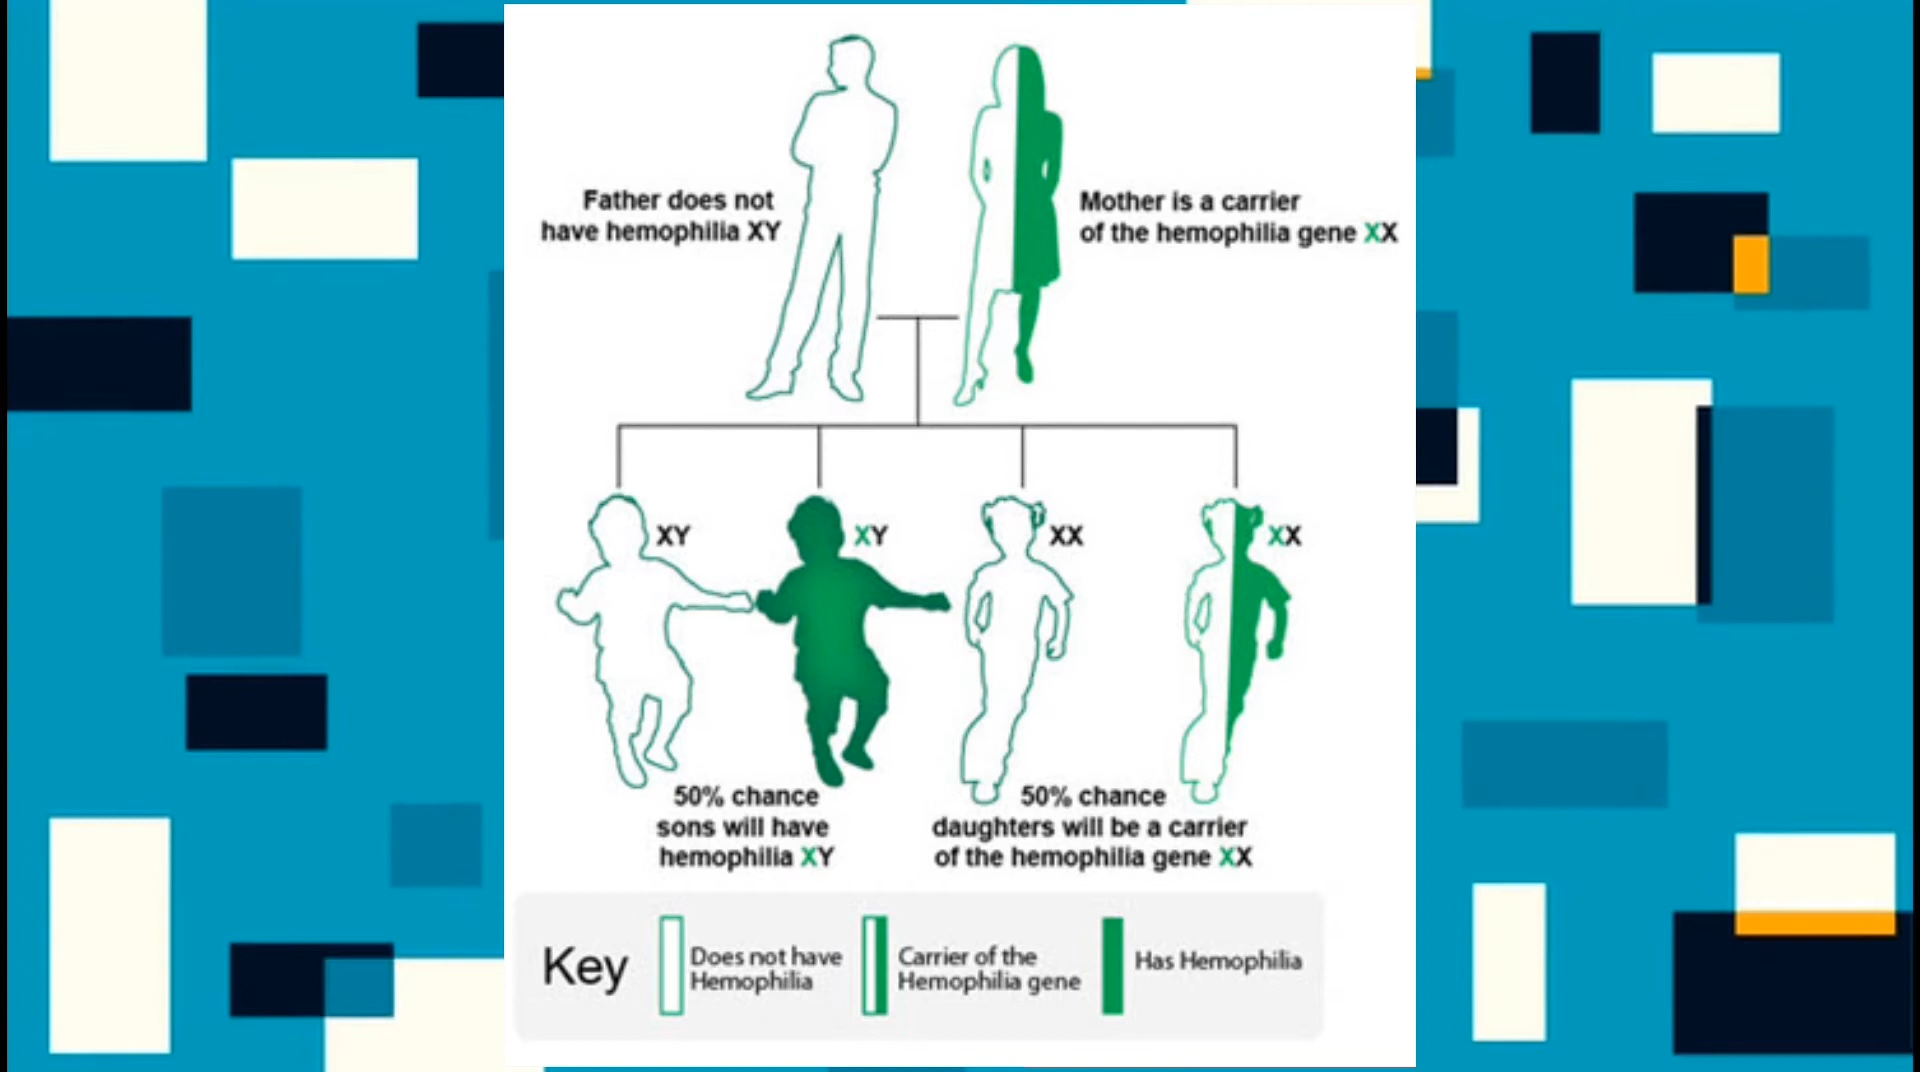 Father does not
have hemophilia XY
Mother is a carrier
of the hemophilia gene XX
XY
XY
XX
XX
50% chance
sons will have
hemophilia XY
50% chance
daughters will be a carrier
of the hemophilia gene XX
Key
Does not have
Hemophilia
Carrier of the
Hemophilia gene
Has Hemophilia